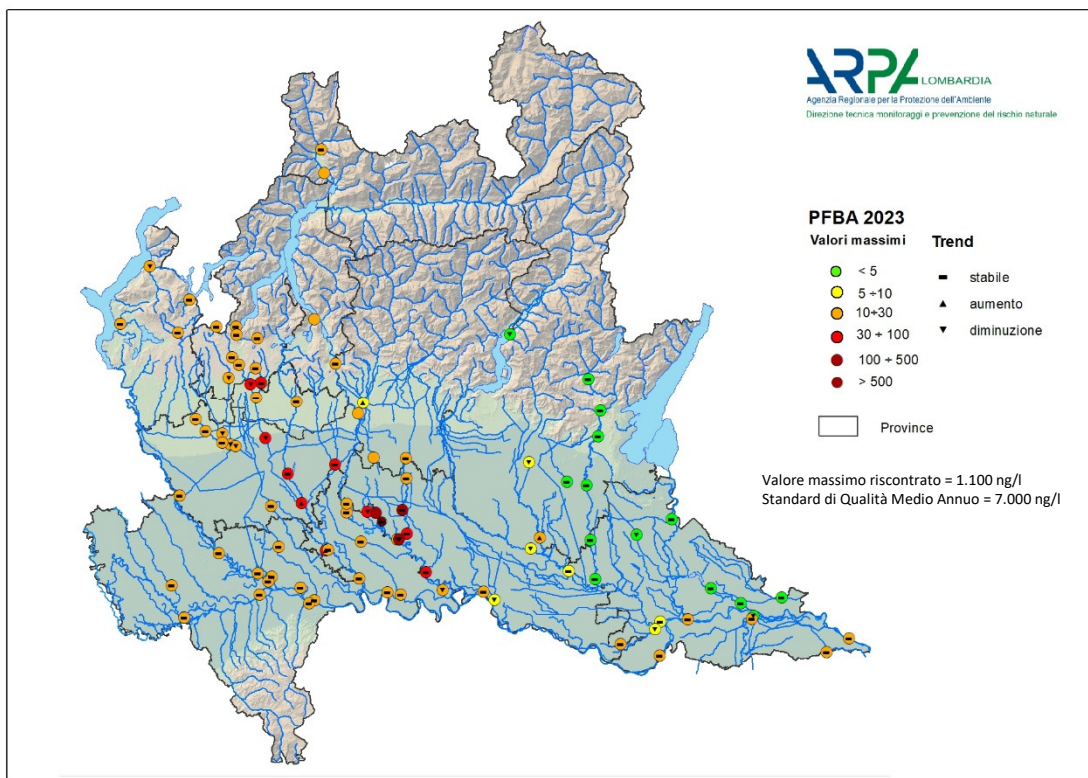 ARPA LOMBARDIA
Agenzia Regionale per la Protezione dell'Ambiente
Direzione tecnica monitoraggi e prevenzione del rischio naturale
PFBA 2023
Valori massimi
Trend
< 5
5 ÷10
10÷30
30 ÷ 100
100 ÷ 500
> 500
stabile
aumento
diminuzione
Province
Valore massimo riscontrato = 1.100 ng/l
Standard di Qualità Medio Annuo = 7.000 ng/l